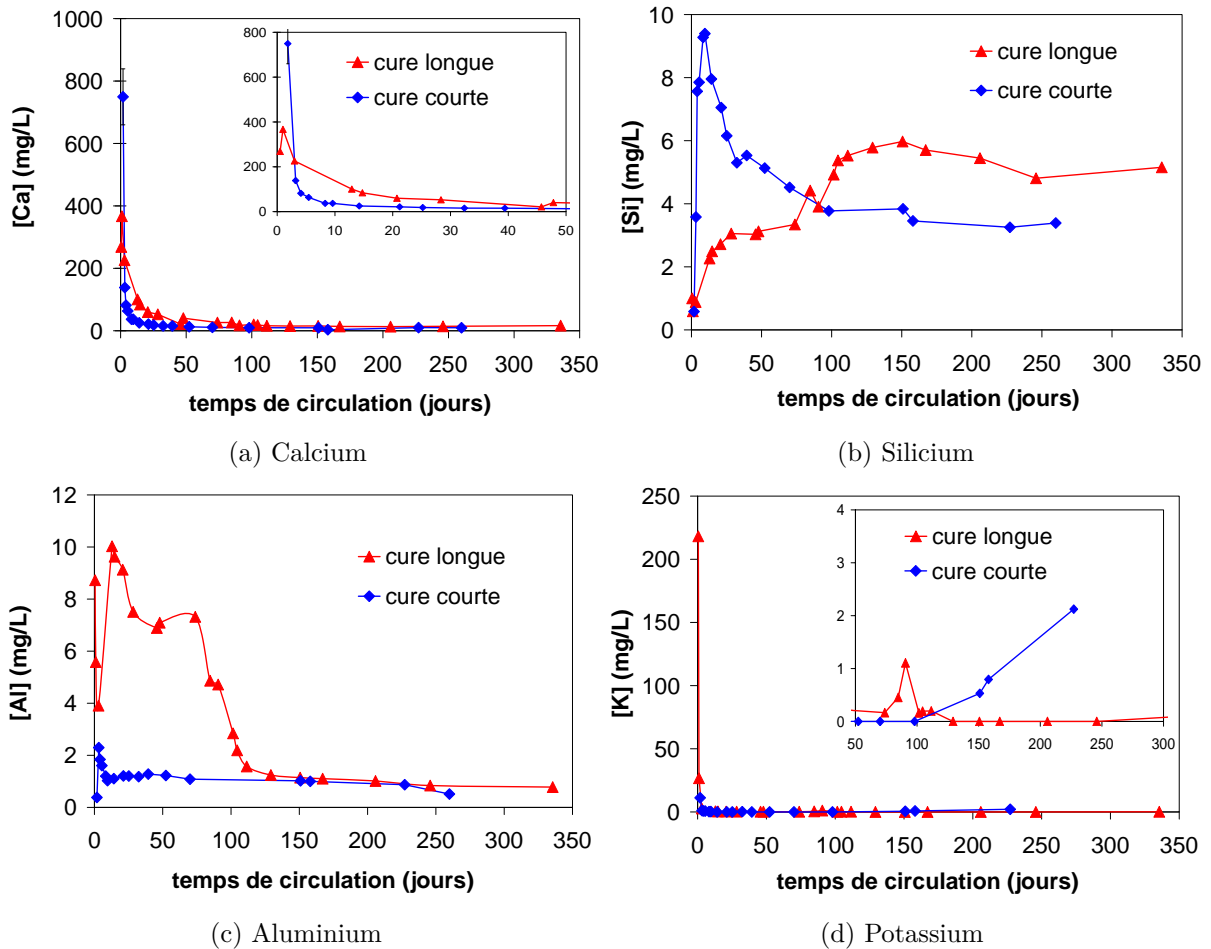 1000
800
600
400
200
0
[Ca] (mg/L)
0 50 100 150 200 250 300 350
temps de circulation (jours)
800
600
400
200
0
0 10 20 30 40 50
cure longue
cure courte
(a) Calcium
10
8
6
4
2
0
[Si] (mg/L)
0 50 100 150 200 250 300 350
temps de circulation (jours)
cure longue
cure courte
(b) Silicium
12
10
8
6
4
2
0
[Al] (mg/L)
0 50 100 150 200 250 300 350
temps de circulation (jours)
cure longue
cure courte
(c) Aluminium
250
200
150
100
50
0
[K] (mg/L)
0 50 100 150 200 250 300 350
temps de circulation (jours)
4
3
2
1
0
50 100 150 200 250 300
cure longue
cure courte
(d) Potassium